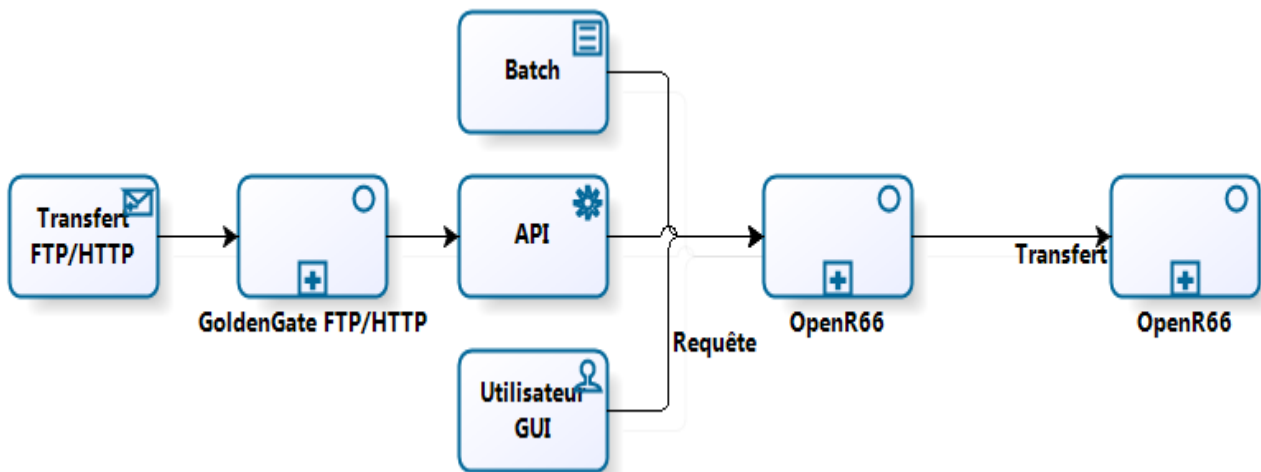 Batch
Transfert
FTP/HTTP
API
Transfert
GoldenGate FTP/HTTP
OpenR66
OpenR66
Requête
Utilisateur
GUI